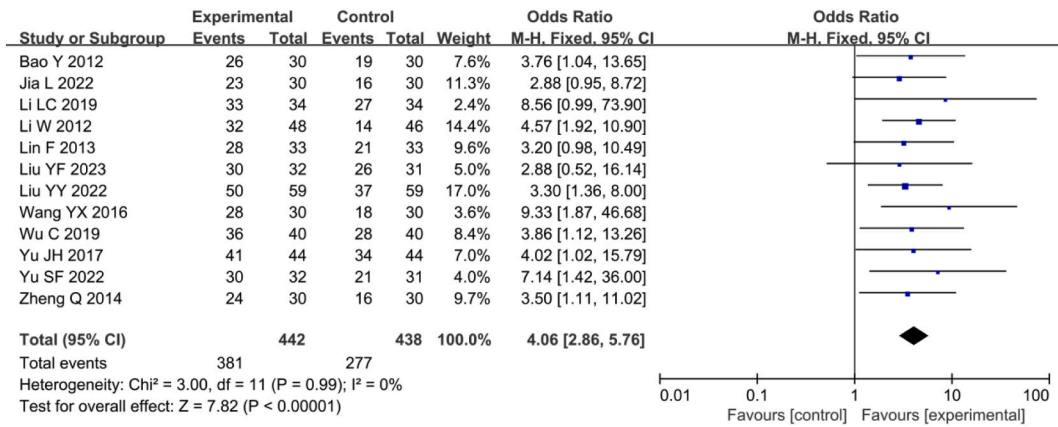 Experimental Control Odds Ratio Odds Ratio
Study or Subgroup Events Total Events Total Weight M-H, Fixed, 95% CI M-H, Fixed, 95% CI
Bao Y 2012 26 30 19 30 7.6% 3.76 [1.04, 13.65]
Jia L 2022 23 30 16 30 11.3% 2.88 [0.95, 8.72]
Li LC 2019 33 34 27 34 2.4% 8.56 [0.99, 73.90]
Li W 2012 32 48 14 46 14.4% 4.57 [1.92, 10.90]
Lin F 2013 28 33 21 33 9.6% 3.20 [0.98, 10.49]
Liu YF 2023 30 32 26 31 5.2% 2.88 [0.52, 16.14]
Liu YY 2022 50 59 37 59 17.0% 3.30 [1.36, 8.00]
Wang YX 2016 28 30 18 30 3.6% 9.33 [1.87, 46.68]
Wu C 2019 36 40 28 40 8.4% 3.86 [1.12, 13.26]
Yu JH 2017 41 44 34 44 7.0% 4.02 [1.02, 15.79]
Yu SF 2022 30 32 21 31 4.0% 7.14 [1.42, 36.00]
Zheng Q 2014 24 30 16 30 9.7% 3.50 [1.11, 11.02]
Total (95% CI) 442 438 100.0% 4.06 [2.86, 5.76]
Total events 381 277
Heterogeneity: Chi² = 3.00, df = 11 (P = 0.99); I² = 0%
Test for overall effect: Z = 7.82 (P < 0.00001)
0.01 0.1 1 10 100
Favours [control] Favours [experimental]